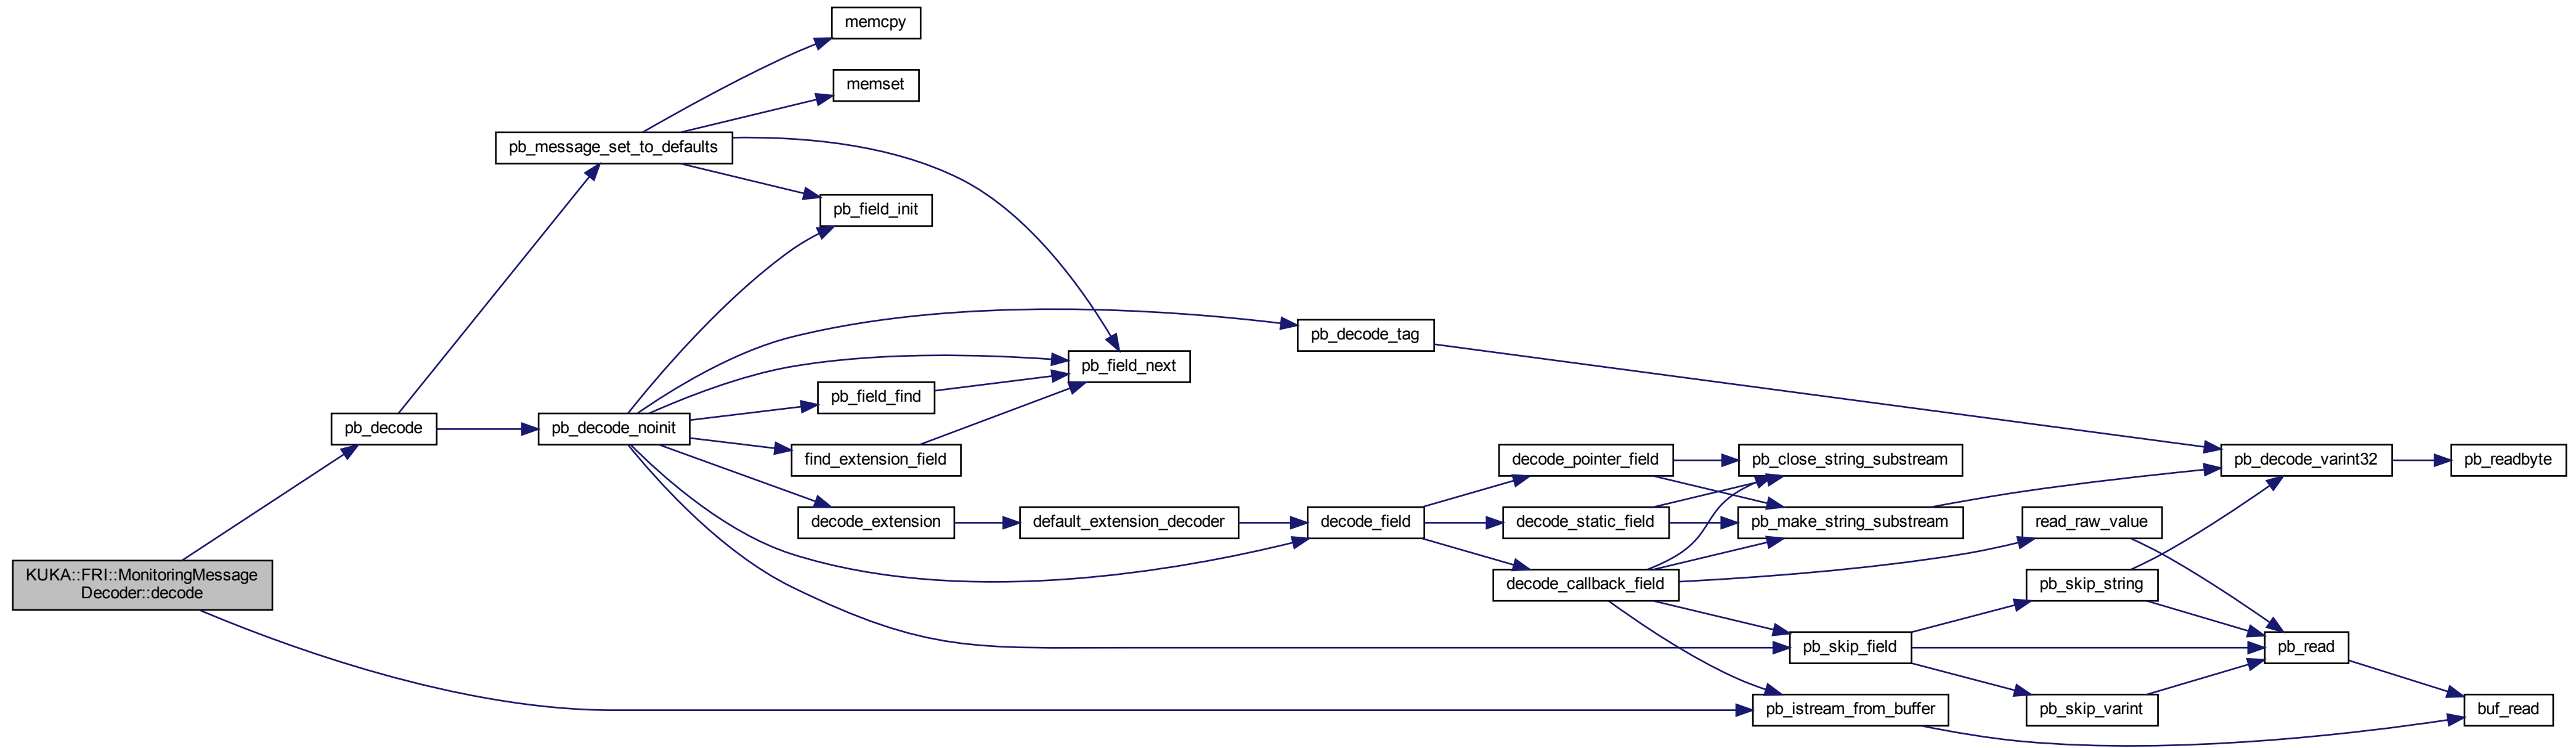 memcpy
memset
pb_message_set_to_defaults
pb_field_init
pb_decode_tag
pb_field_next
pb_field_find
pb_decode
pb_decode_noinit
find_extension_field
decode_pointer_field
pb_close_string_substream
pb_decode_varint32
pb_readbyte
decode_extension
default_extension_decoder
decode_field
decode_static_field
pb_make_string_substream
read_raw_value
KUKA::FRI::MonitoringMessage
Decoder::decode
decode_callback_field
pb_skip_string
pb_skip_field
pb_read
pb_istream_from_buffer
pb_skip_varint
buf_read